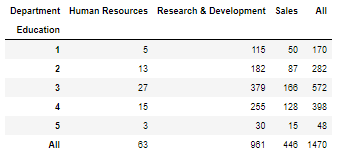 Department Human Resources Research & Development Sales All
Education
1 5 115 50 170
2 13 182 87 282
3 27 379 166 572
4 15 255 128 398
5 3 30 15 48
All 63 961 446 1470